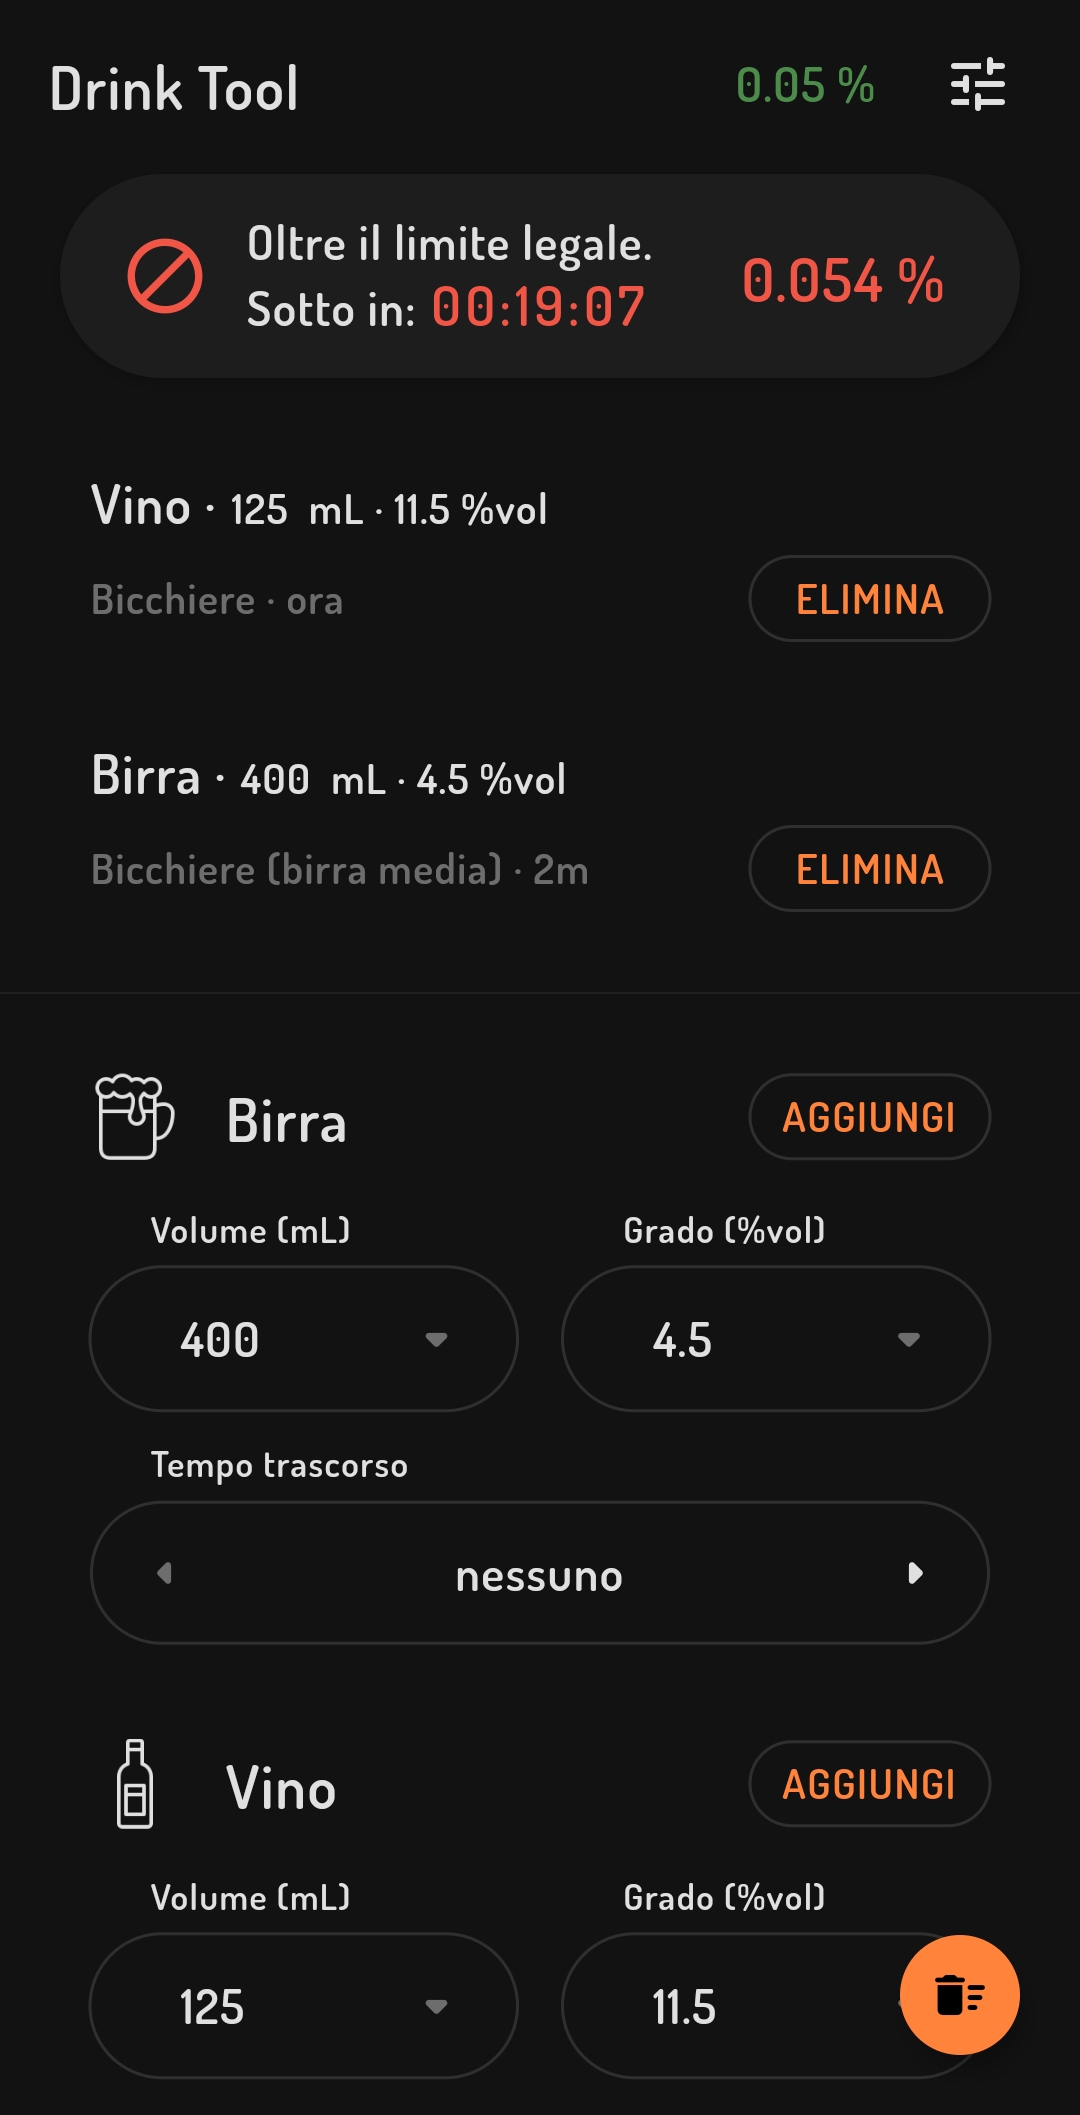 Drink Tool 0.05 %
Oltre il limite legale.
Sotto in: 00:19:07
0.054 %
Vino · 125 mL · 11.5 %vol
Bicchiere · ora
ELIMINA
Birra · 400 mL · 4.5 %vol
Bicchiere (birra media) · 2m
ELIMINA
Birra
AGGIUNGI
Volume (mL) Grado (%vol)
400 4.5
Tempo trascorso
nessuno
Vino
AGGIUNGI
Volume (mL) Grado (%vol)
125 11.5